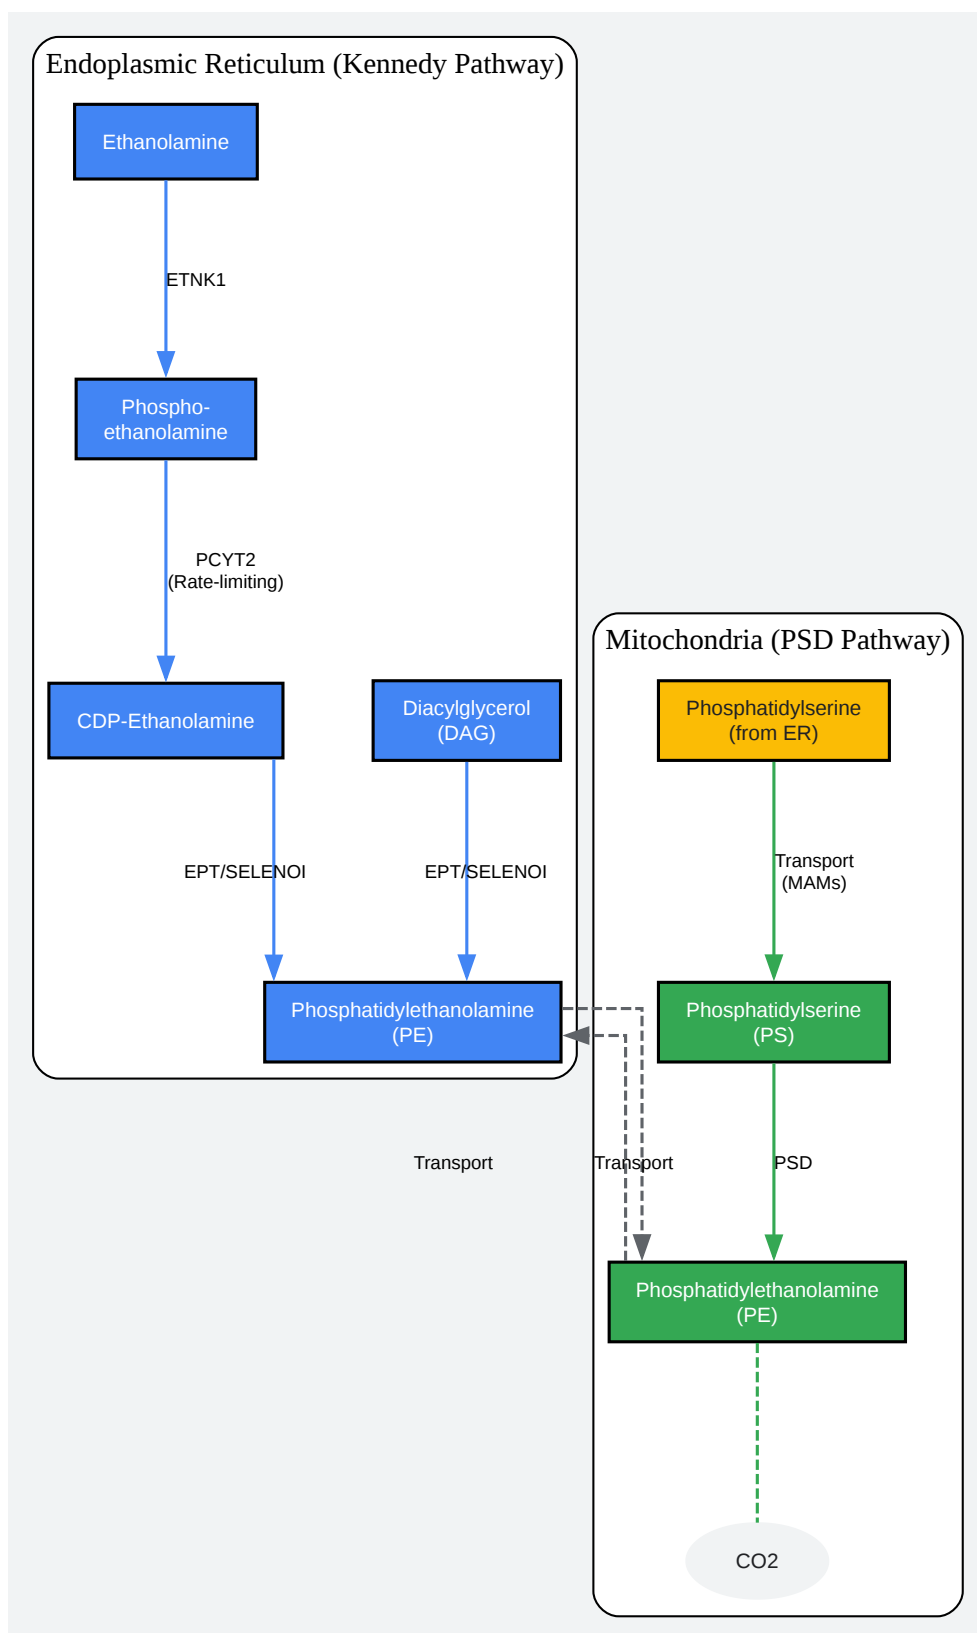 Endoplasmic Reticulum (Kennedy Pathway)
Ethanolamine
ETNK1
Phospho-
ethanolamine
PCYT2
(Rate-limiting)
CDP-Ethanolamine
Diacylglycerol
(DAG)
EPT/SELENOI
EPT/SELENOI
Phosphatidylethanolamine
(PE)
Transport
Transport
Mitochondria (PSD Pathway)
Phosphatidylserine
(from ER)
Transport
(MAMs)
Phosphatidylserine
(PS)
PSD
Phosphatidylethanolamine
(PE)
CO2